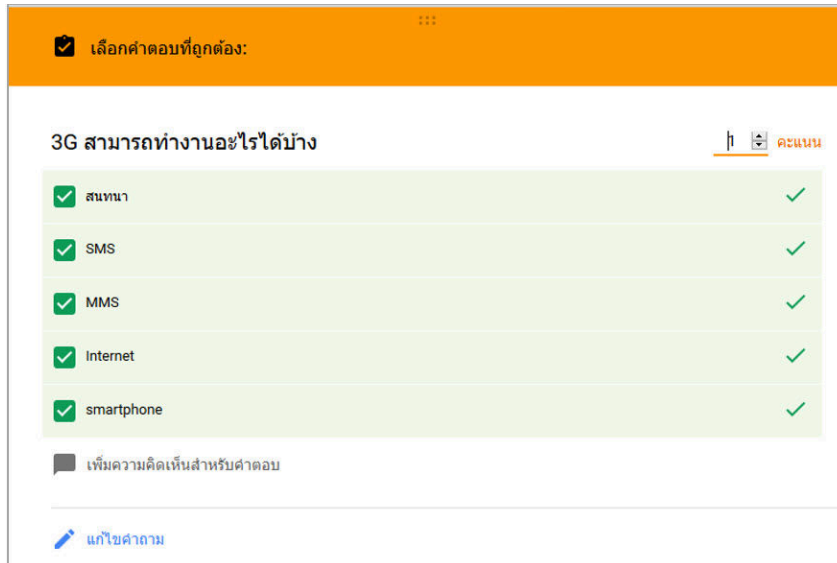 เลือกคำตอบที่ถูกต้อง:
3G สามารถทำงานอะไรได้บ้าง 1 คะแนน
สนทนา
SMS
MMS
Internet
smartphone
เพิ่มความคิดเห็นสำหรับคำตอบ
แก้ไขคำถาม